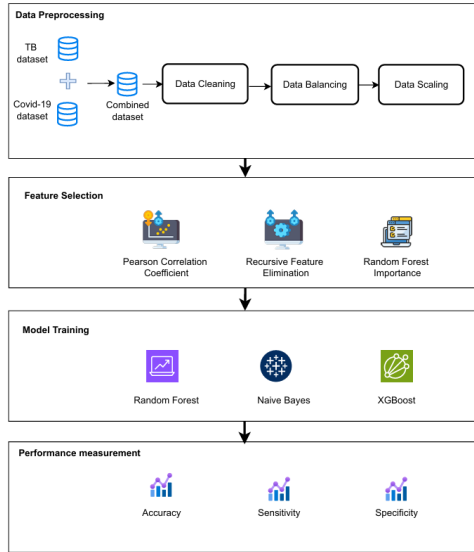 Data Preprocessing
TB
dataset
Covid-19
dataset
Combined
dataset
Data Cleaning
Data Balancing
Data Scaling
Feature Selection
Pearson Correlation
Coefficient
Recursive Feature
Elimination
Random Forest
Importance
Model Training
Random Forest
Naive Bayes
XGBoost
Performance measurement
Accuracy
Sensitivity
Specificity